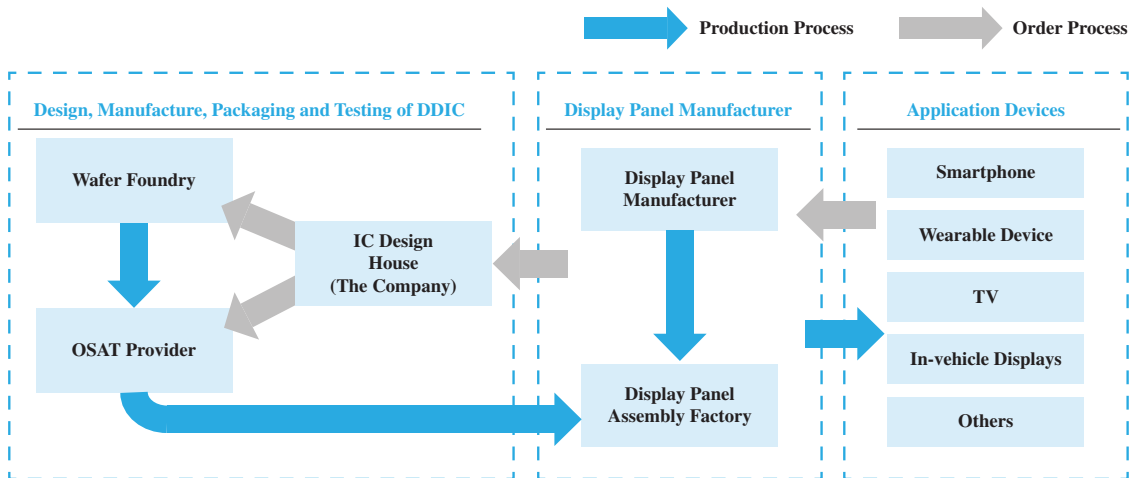 Production Process
Order Process
Design, Manufacture, Packaging and Testing of DDIC
Wafer Foundry
IC Design
House
(The Company)
OSAT Provider
Display Panel Manufacturer
Display Panel
Manufacturer
Display Panel
Assembly Factory
Application Devices
Smartphone
Wearable Device
TV
In-vehicle Displays
Others